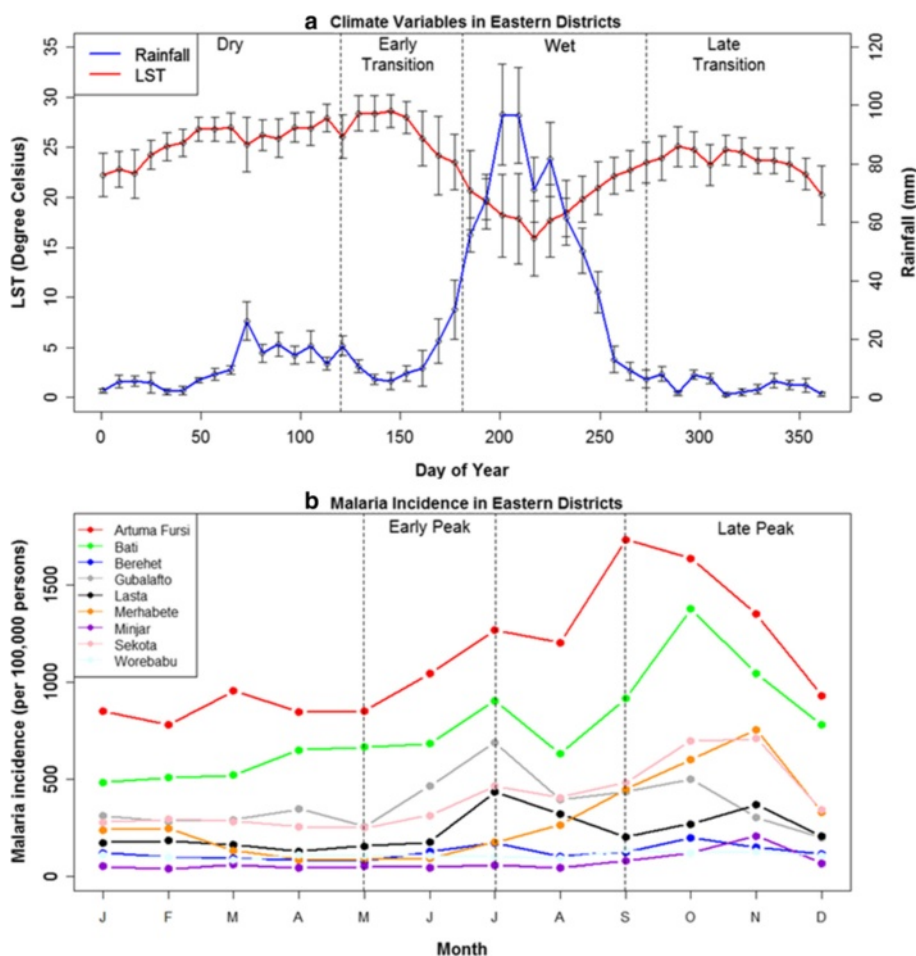 a Climate Variables in Eastern Districts
Rainfall
LST
Dry
Early
Transition
Wet
Late
Transition
35
30
25
20
15
10
5
0
LST (Degree Celsius)
120
100
80
60
40
20
0
Rainfall (mm)
0 50 100 150 200 250 300 350
Day of Year
b Malaria Incidence in Eastern Districts
Artuma Fursi
Bati
Berehet
Gubalafto
Lasta
Merhabete
Minjar
Sekota
Worebabu
Early Peak
Late Peak
1500
1000
500
0
Malaria incidence (per 100,000 persons)
J F M A M J J A S O N D
Month